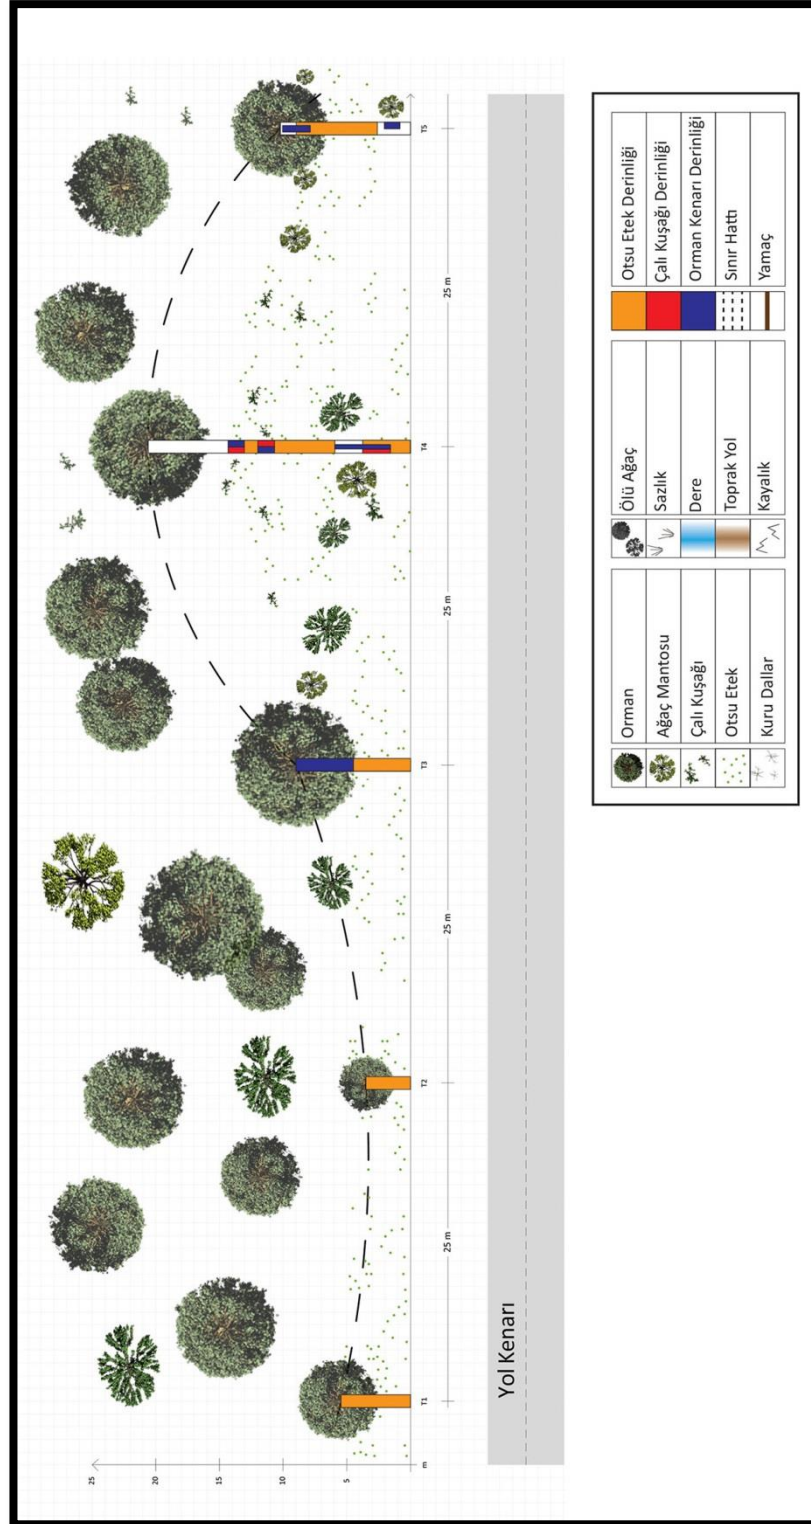 25
20
15
10
5
m
T1
T2
T3
T4
T5
25 m
25 m
25 m
25 m
Yol Kenarı
Orman
Ağaç Mantosu
Çalı Kuşağı
Otsu Etek
Kuru Dallar
Ölü Ağaç
Sazlık
Dere
Toprak Yol
Kayalık
Otsu Etek Derinliği
Çalı Kuşağı Derinliği
Orman Kenarı Derinliği
Sınır Hattı
Yamaç